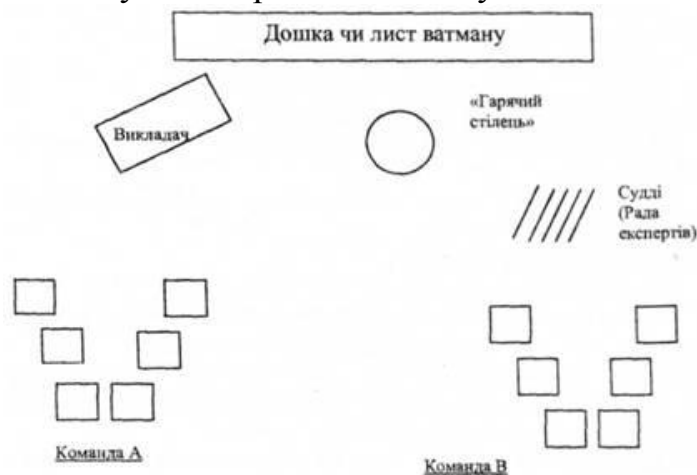 Дошка чи лист ватману
«Гарячий
стілець»
Викладач
Судді
(Рада
експертів)
Команда А
Команда В